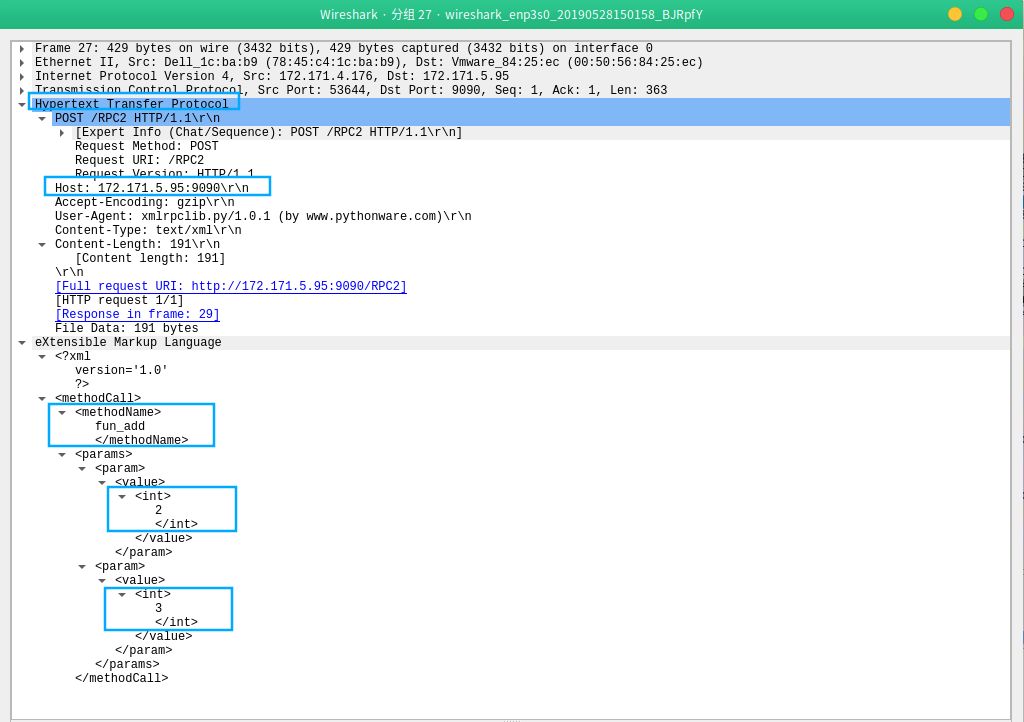 Wireshark · 分组 27 · wireshark_enp3s0_20190528150158_BJRpfY
Frame 27: 429 bytes on wire (3432 bits), 429 bytes captured (3432 bits) on interface 0
Ethernet II, Src: Dell_1c:ba:b9 (78:45:c4:1c:ba:b9), Dst: Vmware_84:25:ec (00:50:56:84:25:ec)
Internet Protocol Version 4, Src: 172.171.4.176, Dst: 172.171.5.95
Transmission Control Protocol, Src Port: 53644, Dst Port: 9090, Seq: 1, Ack: 1, Len: 363
Hypertext Transfer Protocol
POST /RPC2 HTTP/1.1\r\n
[Expert Info (Chat/Sequence): POST /RPC2 HTTP/1.1\r\n]
Request Method: POST
Request URI: /RPC2
Request Version: HTTP/1.1
Host: 172.171.5.95:9090\r\n
Accept-Encoding: gzip\r\n
User-Agent: xmlrpclib.py/1.0.1 (by www.pythonware.com)\r\n
Content-Type: text/xml\r\n
Content-Length: 191\r\n
[Content length: 191]
\r\n
[Full request URI: http://172.171.5.95:9090/RPC2]
[HTTP request 1/1]
[Response in frame: 29]
File Data: 191 bytes
eXtensible Markup Language
<?xml
version='1.0'
?>
<methodCall>
<methodName>
fun_add
</methodName>
<params>
<param>
<value>
<int>
2
</int>
</value>
</param>
<param>
<value>
<int>
3
</int>
</value>
</param>
</params>
</methodCall>